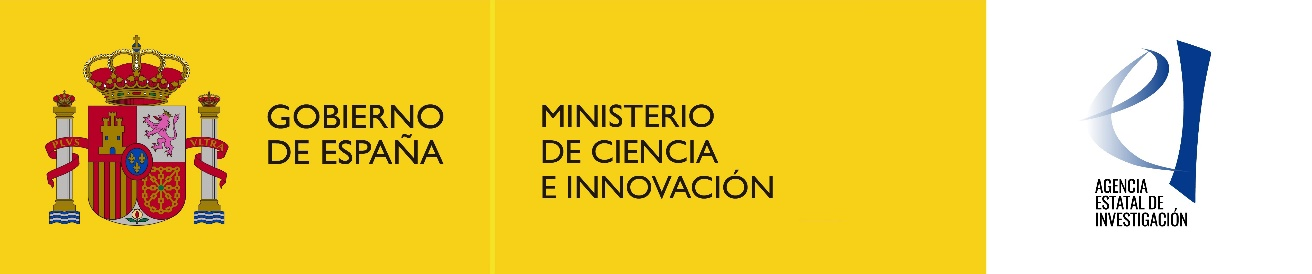 PLVS VLTRA
GOBIERNO
DE ESPAÑA
MINISTERIO
DE CIENCIA
E INNOVACIÓN
AGENCIA
ESTATAL DE
INVESTIGACIÓN